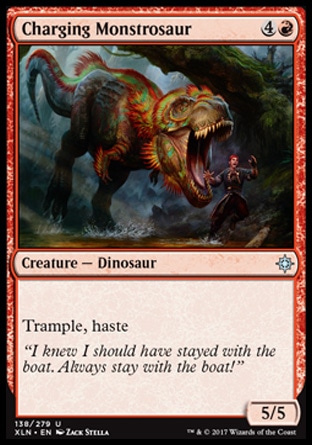 Charging Monstrosaur 4
Creature — Dinosaur
Trample, haste
“I knew I should have stayed with the
boat. Always stay with the boat!”
5/5
138/279 U
XLN • EN ZACK STELLA
™ & © 2017 Wizards of the Coast